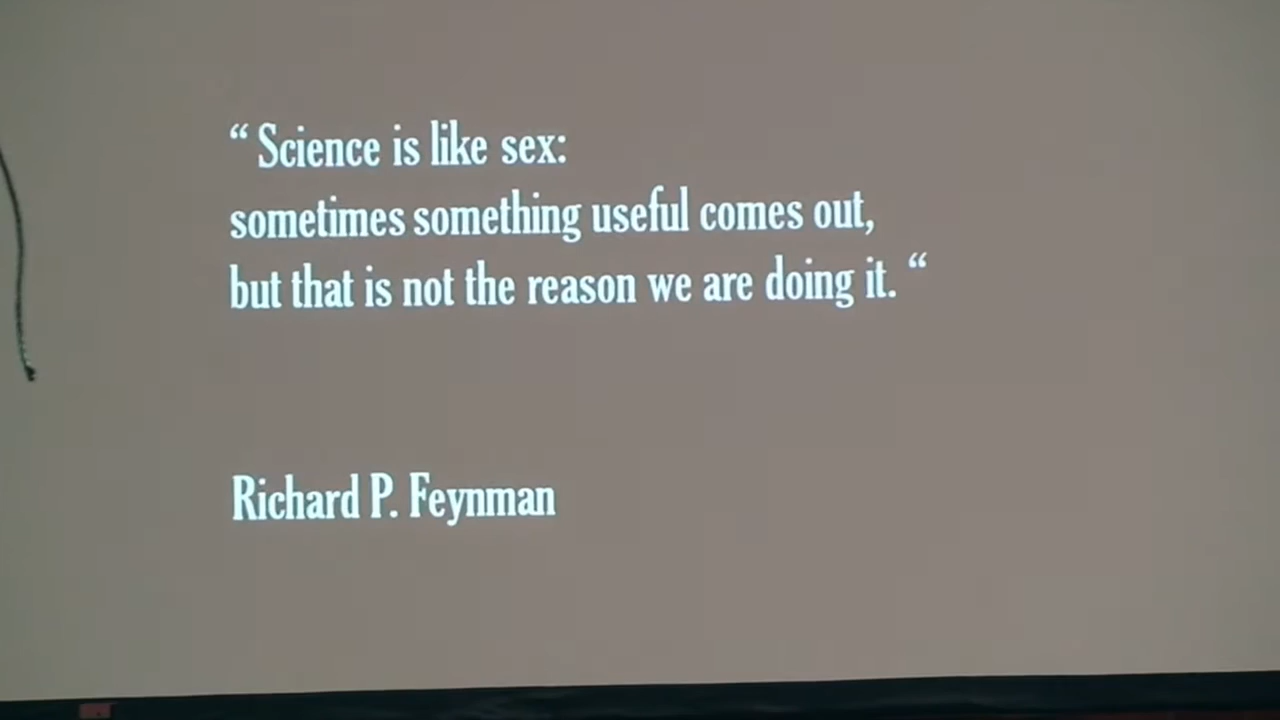 “ Science is like sex:
sometimes something useful comes out,
but that is not the reason we are doing it. “
Richard P. Feynman